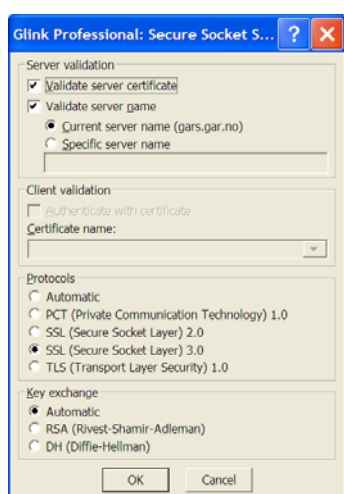 Glink Professional: Secure Socket S...
Server validation
Validate server certificate
Validate server name
Current server name (gars.gar.no)
Specific server name
Client validation
Authenticate with certificate
Certificate name:
Protocols
Automatic
PCT (Private Communication Technology) 1.0
SSL (Secure Socket Layer) 2.0
SSL (Secure Socket Layer) 3.0
TLS (Transport Layer Security) 1.0
Key exchange
Automatic
RSA (Rivest-Shamir-Adleman)
DH (Diffie-Hellman)
OK Cancel